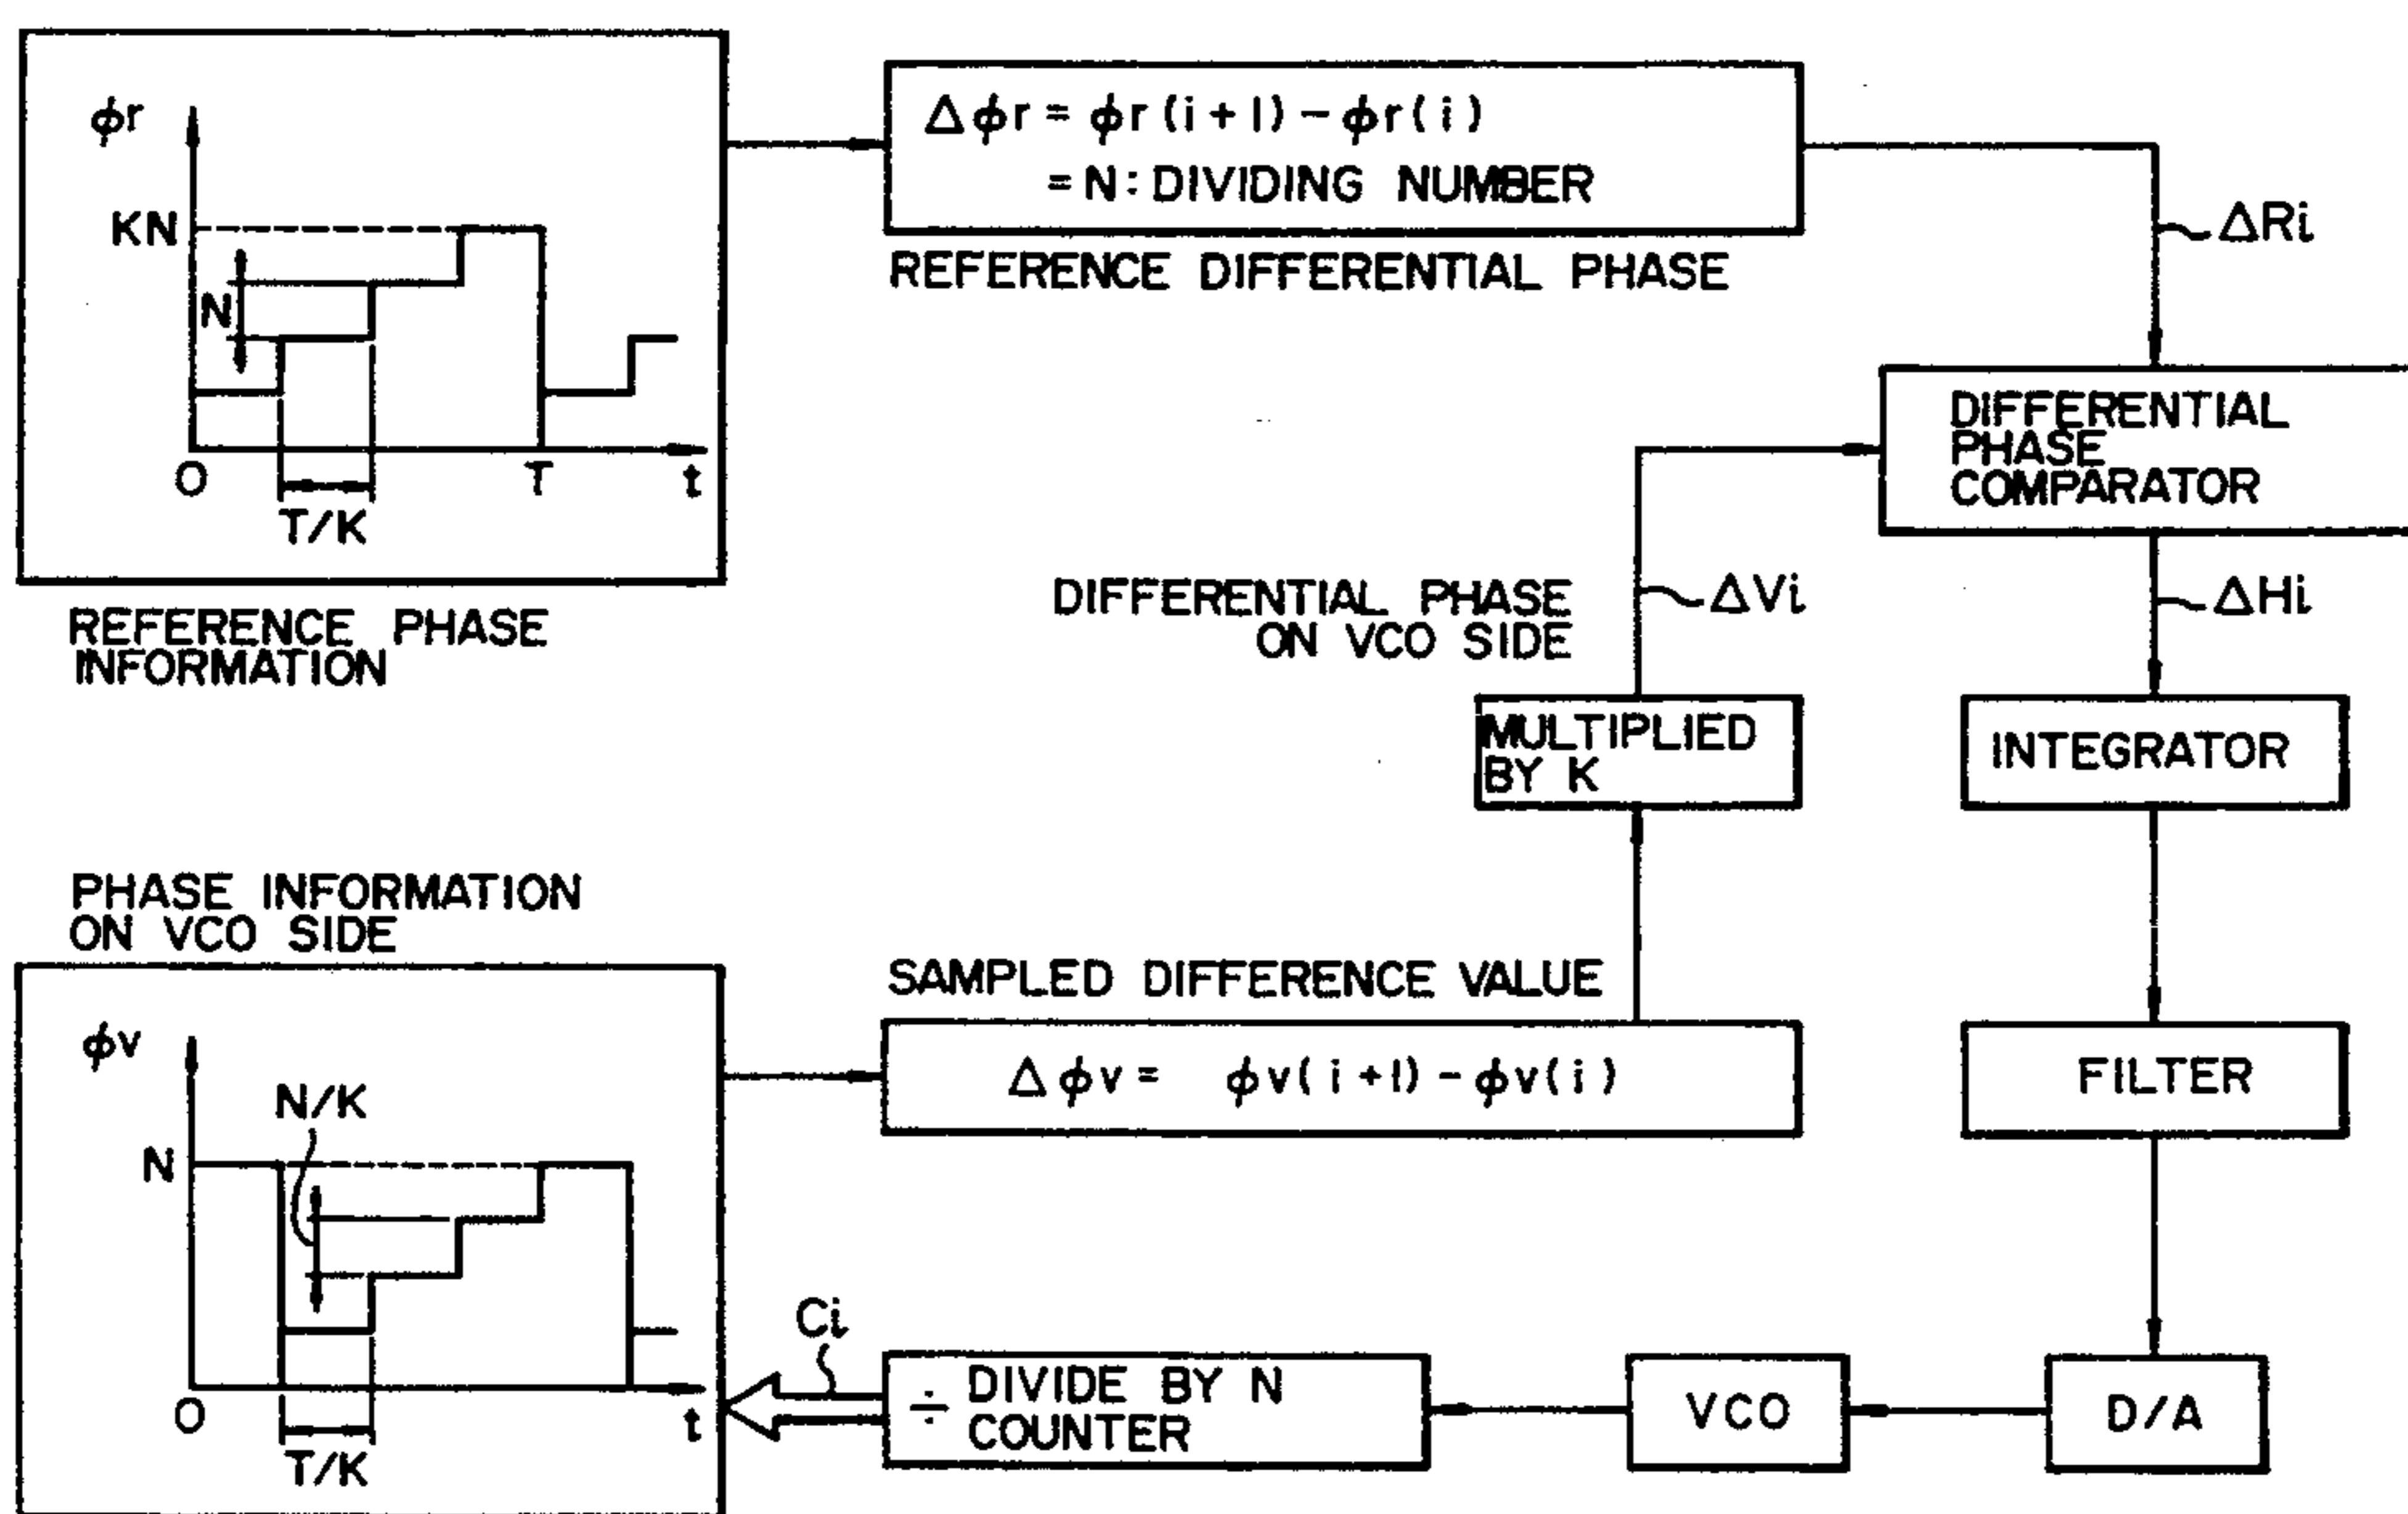 ϕr
KN
N
O
T
t
T/K
REFERENCE PHASE
INFORMATION
Δϕr = ϕr(i+1) - ϕr(i)
= N: DIVIDING NUMBER
REFERENCE DIFFERENTIAL PHASE
ΔRi
DIFFERENTIAL
PHASE
COMPARATOR
DIFFERENTIAL PHASE
ON VCO SIDE
ΔVi
ΔHi
MULTIPLIED
BY K
INTEGRATOR
PHASE INFORMATION
ON VCO SIDE
ϕv
N/K
N
O
t
T/K
SAMPLED DIFFERENCE VALUE
Δϕv = ϕv(i+1) - ϕv(i)
FILTER
Ci
÷ DIVIDE BY N
COUNTER
VCO
D/A